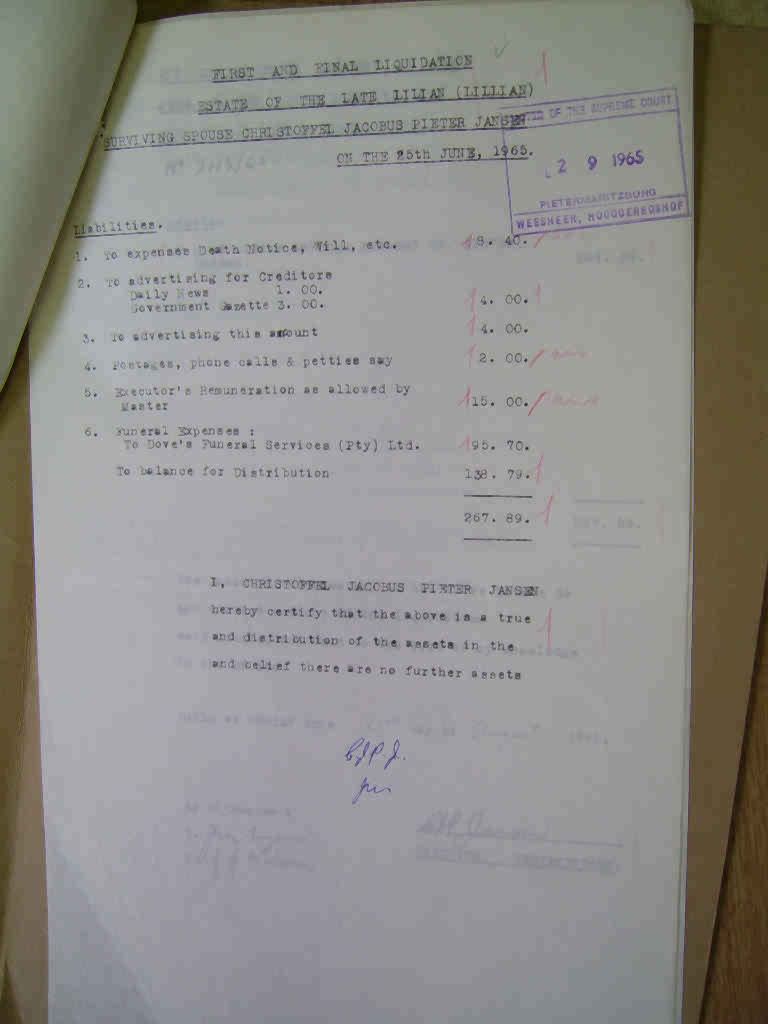 FIRST AND FINAL LIQUIDATION
ESTATE OF THE LATE LILIAN (LILLIAN)
SURVIVING SPOUSE CHRISTOFFEL JACOBUS PIETER JANSEN
ON THE 25th JUNE, 1965.
OF THE SUPREME COURT
2 9 1965
PIETERMARITZBURG
WEESHEER, HOOGGEREGSHOF
Liabilities.
1. To expenses Death Notice, Will, etc. 8. 40.
2. To advertising for Creditors
Daily News 1. 00.
Government Gazette 3. 00. 4. 00.
3. To advertising this amount 4. 00.
4. Postages, phone calls & petties say 2. 00.
5. Executor's Remuneration as allowed by
Master 15. 00.
6. Funeral Expenses :
To Dove's Funeral Services (Pty) Ltd. 95. 70.
To balance for Distribution 138. 79.
267. 89.
I, CHRISTOFFEL JACOBUS PIETER JANSEN
hereby certify that the above is a true
and distribution of the assets in the
and belief there are no further assets